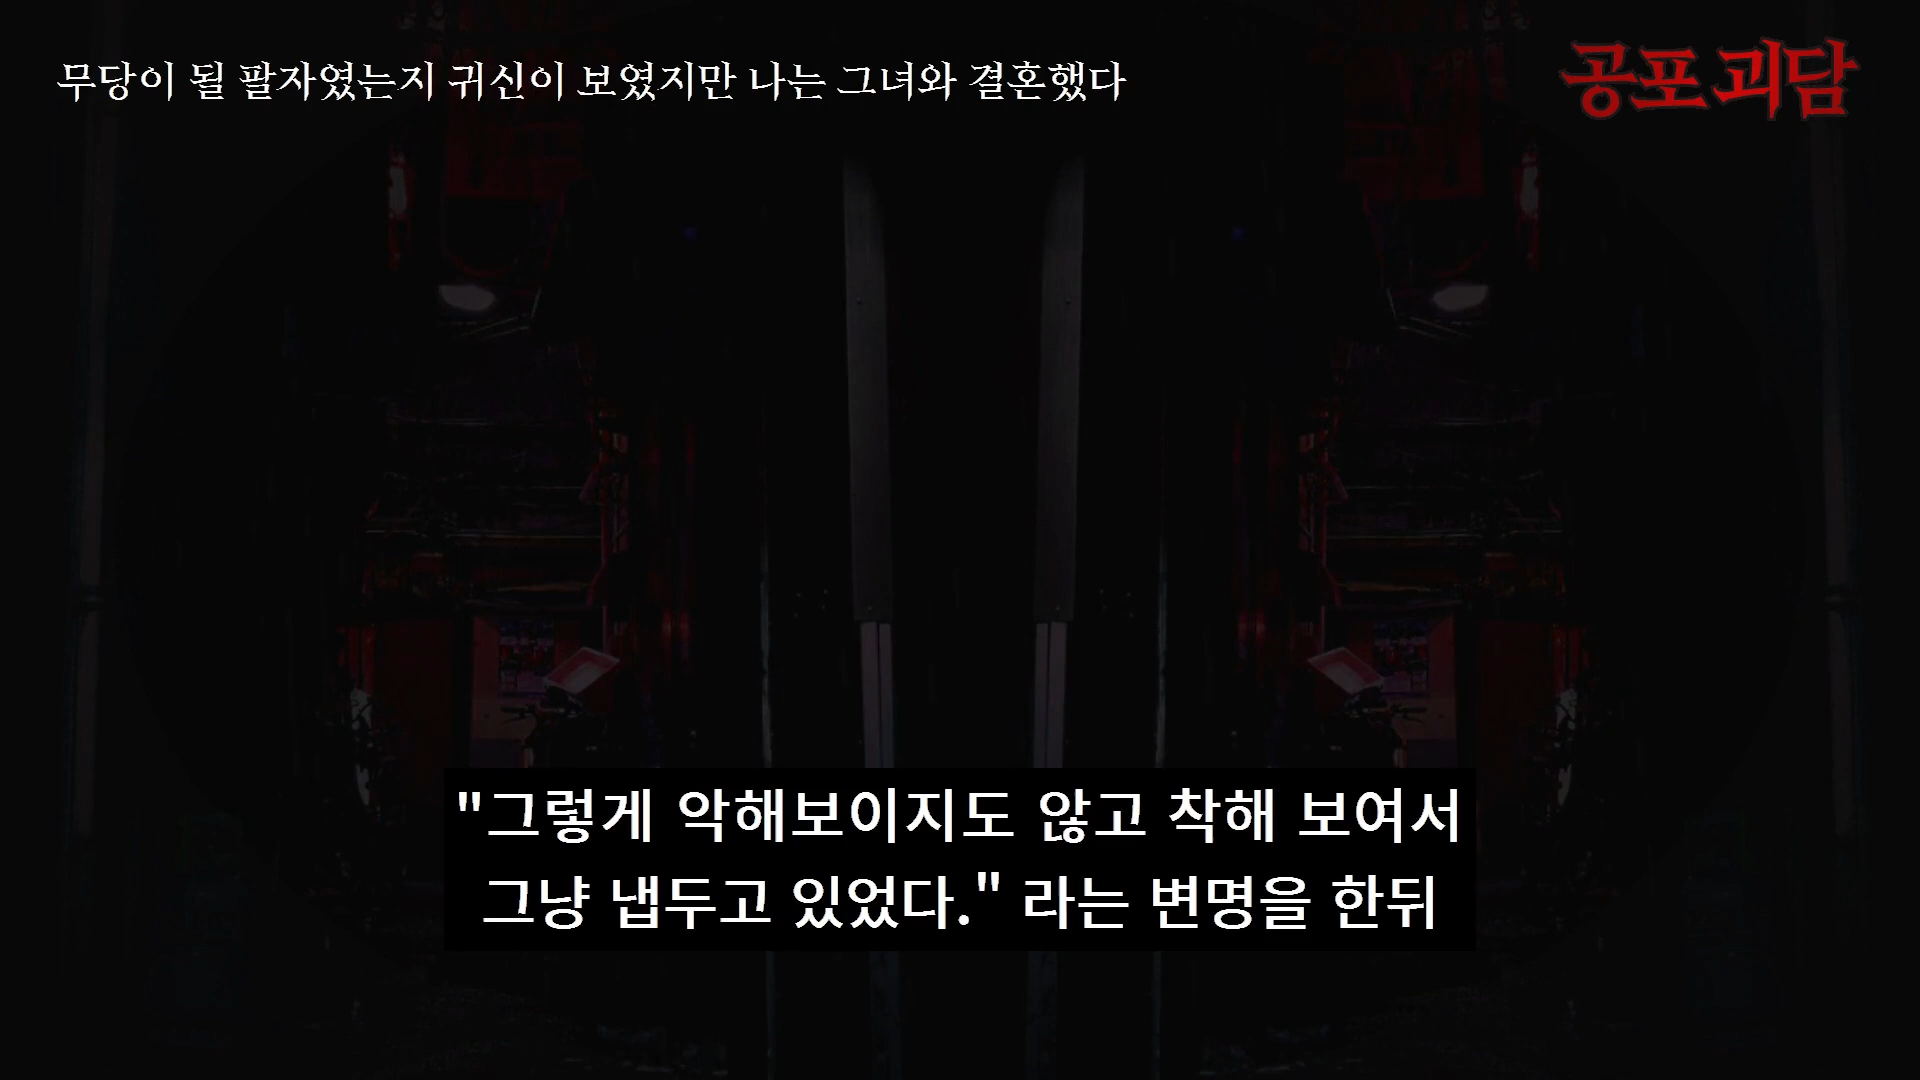 무당이 될 팔자였는지 귀신이 보였지만 나는 그녀와 결혼했다
공포괴담
"그렇게 악해보이지도 않고 착해 보여서
그냥 냅두고 있었다." 라는 변명을 한뒤